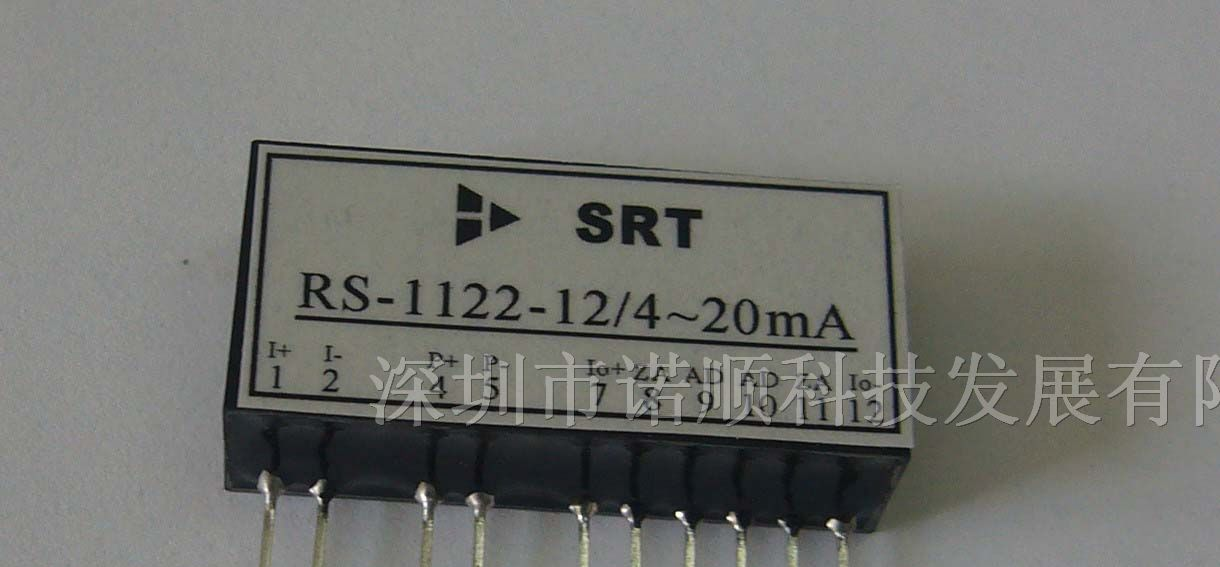 SRT
RS-1122-12/4~20mA
I+ I- P+ P- Io+ ZA AD AD ZA Io-
1 2 4 5 7 8 9 10 11 12
深圳市诺顺科技发展有限